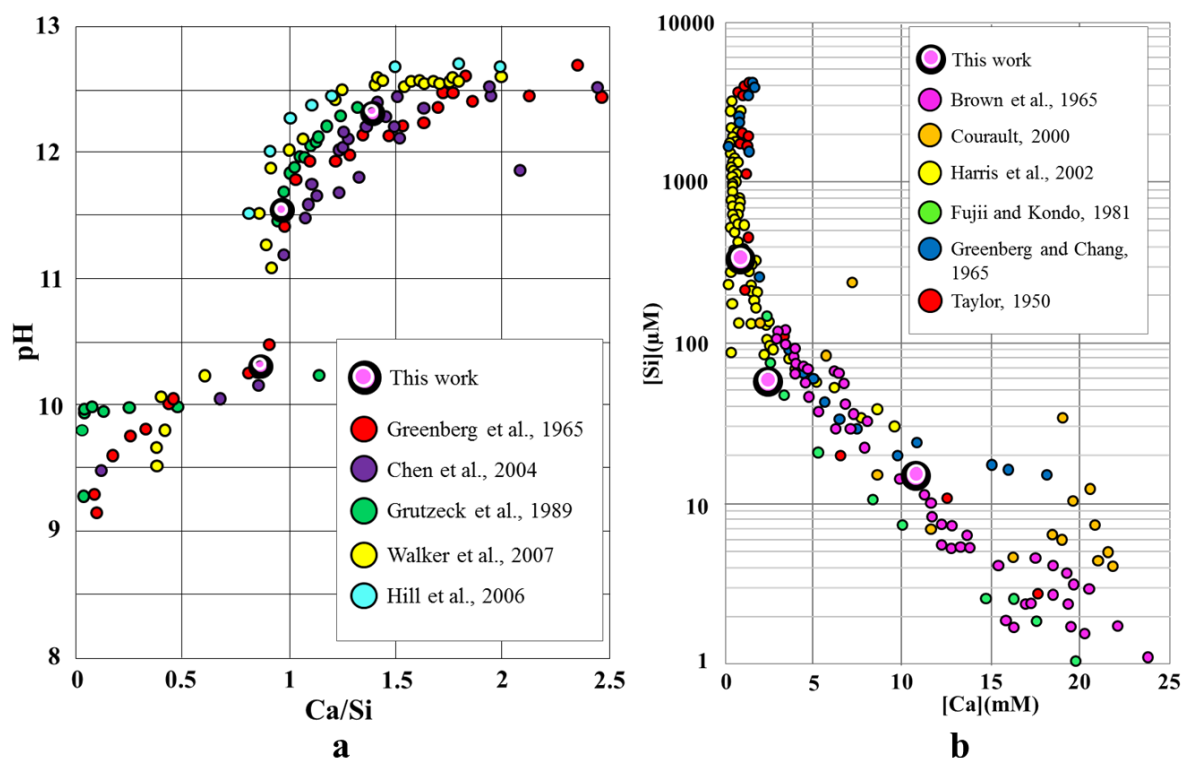 a
13
12
11
10
9
8
pH
0
0.5
1
1.5
2
2.5
Ca/Si
This work
Greenberg et al., 1965
Chen et al., 2004
Grutzeck et al., 1989
Walker et al., 2007
Hill et al., 2006
a
10000
1000
100
10
1
[Si](μM)
0
5
10
15
20
25
[Ca](mM)
This work
Brown et al., 1965
Courault, 2000
Harris et al., 2002
Fujii and Kondo, 1981
Greenberg and Chang,
1965
Taylor, 1950
b